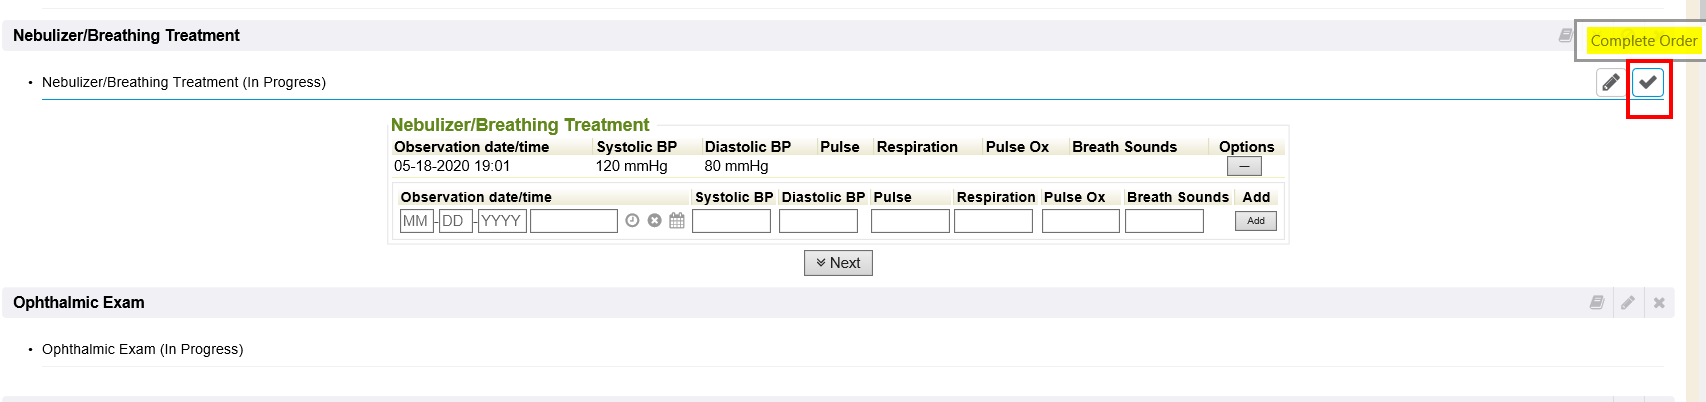 Nebulizer/Breathing Treatment
Complete Order
• Nebulizer/Breathing Treatment (In Progress)
Nebulizer/Breathing Treatment
Observation date/time Systolic BP Diastolic BP Pulse Respiration Pulse Ox Breath Sounds Options
05-18-2020 19:01 120 mmHg 80 mmHg —
Observation date/time Systolic BP Diastolic BP Pulse Respiration Pulse Ox Breath Sounds Add
MM-DD-YYYY Add
Next
Ophthalmic Exam
• Ophthalmic Exam (In Progress)